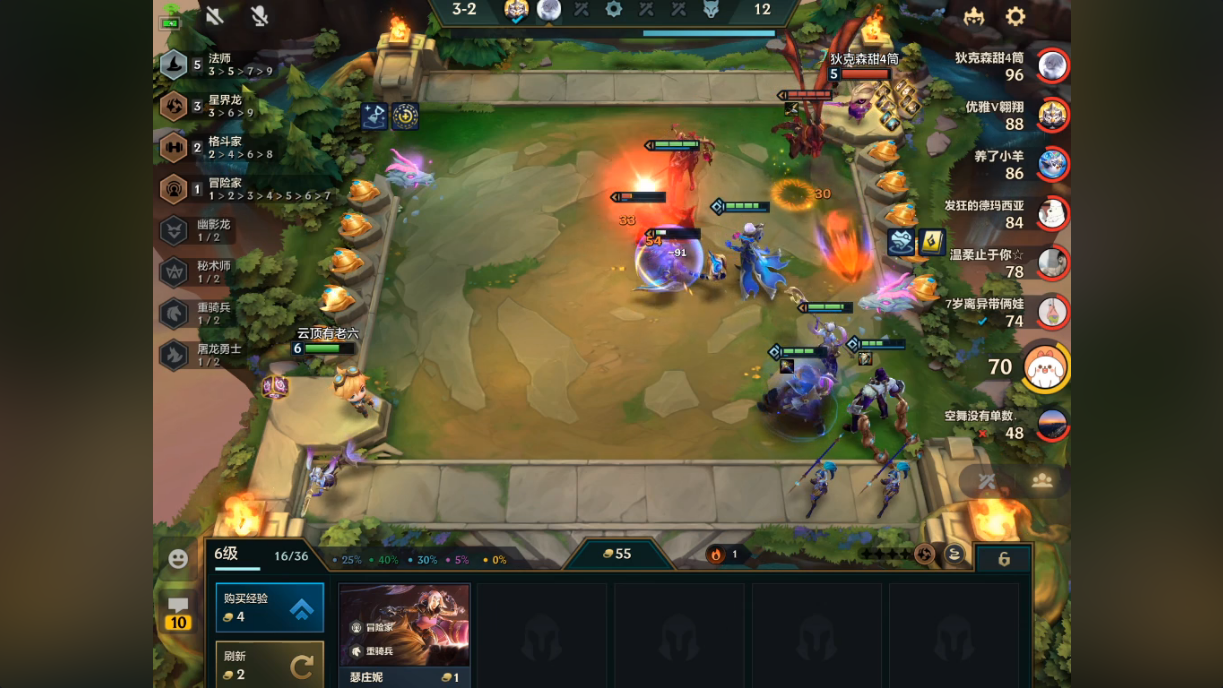 3-2
12
5 法师
3 > 5 > 7 > 9
3 星界龙
3 > 6 > 9
2 格斗家
2 > 4 > 6 > 8
1 冒险家
1 > 2 > 3 > 4 > 5 > 6 > 7
幽影龙
1 / 2
秘术师
1 / 2
重骑兵
1 / 2
屠龙勇士
1 / 2
狄克森甜4筒
5
狄克森甜4筒
96
优雅V翱翔
88
养了小羊
86
发狂的德玛西亚
84
温柔止于你☆
78
7岁离异带俩娃
74
70
空舞没有单数
48
30
33
54
-91
云顶有老六
6
6级
16/36
25% 40% 30% 5% 0%
55
1
6
购买经验
4
10
刷新
2
冒险家
重骑兵
瑟庄妮
1